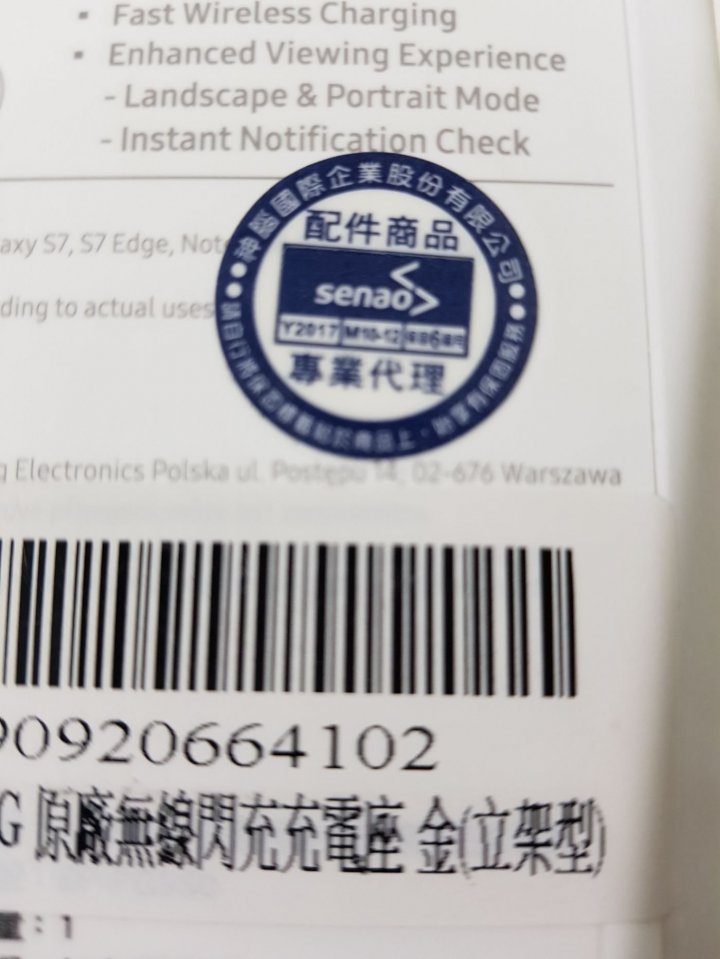 ▪ Fast Wireless Charging
▪ Enhanced Viewing Experience
- Landscape & Portrait Mode
- Instant Notification Check
axy S7, S7 Edge, Note
ding to actual uses
神腦國際企業股份有限公司
配件商品
senao
Y2017 M10-12
專業代理
g Electronics Polska ul. Postępu 14, 02-676 Warszawa
90920664102
G 原廠無線閃充充電座 金(立架型)
量：1